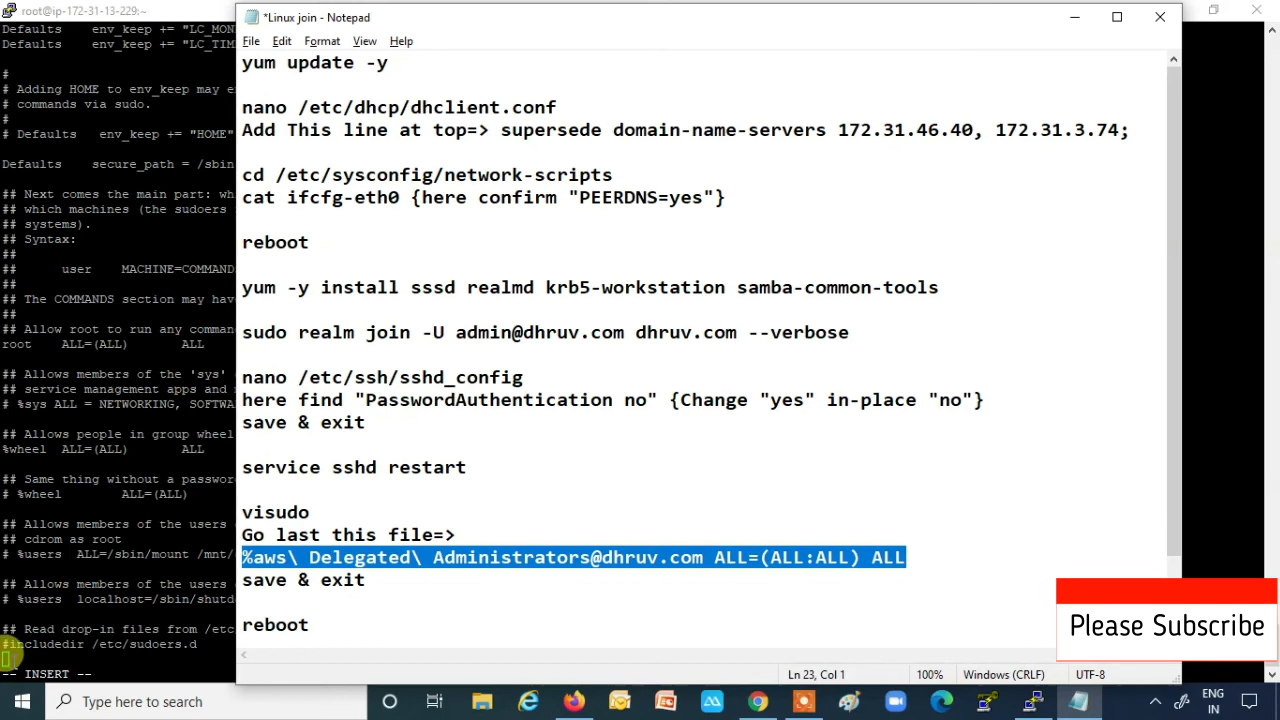 root@ip-172-31-13-229:~
Defaults env_keep += "LC_MON
Defaults env_keep += "LC_TIM
#
# Adding HOME to env_keep may e
# commands via sudo.
#
# Defaults env_keep += "HOME"
Defaults secure_path = /sbin
## Next comes the main part: wh
## which machines (the sudoers
## systems).
## Syntax:
##
## user MACHINE=COMMAND
##
## The COMMANDS section may have
##
## Allow root to run any comman
root ALL=(ALL) ALL
## Allows members of the 'sys'
## service management apps and
# %sys ALL = NETWORKING, SOFTWA
## Allows people in group wheel
%wheel ALL=(ALL) ALL
## Same thing without a passwor
# %wheel ALL=(ALL)
## Allows members of the users
## cdrom as root
# %users ALL=/sbin/mount /mnt/
## Allows members of the users
# %users localhost=/sbin/shutd
## Read drop-in files from /etc
#includedir /etc/sudoers.d
-- INSERT --
*Linux join - Notepad
File Edit Format View Help
yum update -y
nano /etc/dhcp/dhclient.conf
Add This line at top=> supersede domain-name-servers 172.31.46.40, 172.31.3.74;
cd /etc/sysconfig/network-scripts
cat ifcfg-eth0 {here confirm "PEERDNS=yes"}
reboot
yum -y install sssd realmd krb5-workstation samba-common-tools
sudo realm join -U admin@dhruv.com dhruv.com --verbose
nano /etc/ssh/sshd_config
here find "PasswordAuthentication no" {Change "yes" in-place "no"}
save & exit
service sshd restart
visudo
Go last this file=>
%aws\ Delegated\ Administrators@dhruv.com ALL=(ALL:ALL) ALL
save & exit
reboot
Please Subscribe
Ln 23, Col 1 100% Windows (CRLF) UTF-8
Type here to search
ENG
IN